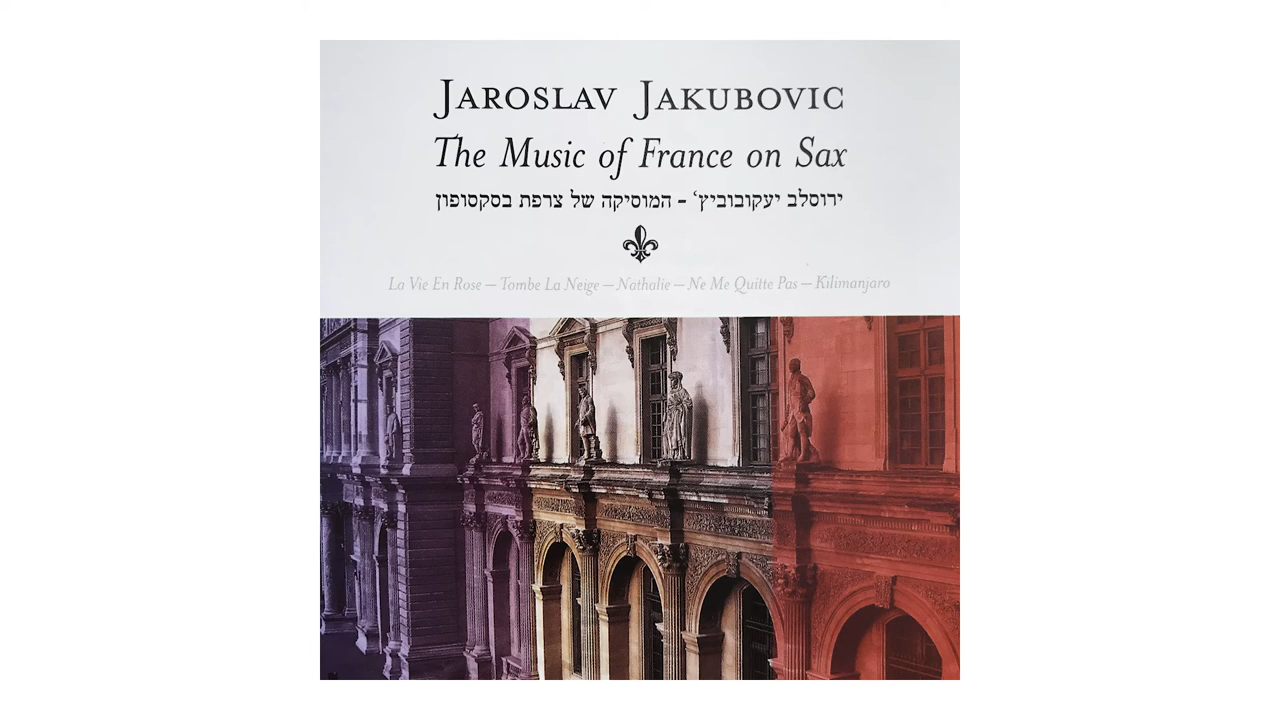 Jaroslav Jakubovic
The Music of France on Sax
ירוסלב יעקובוביץ׳ - המוסיקה של צרפת בסקסופון
La Vie En Rose — Tombe La Neige — Nathalie — Ne Me Quitte Pas — Kilimanjaro